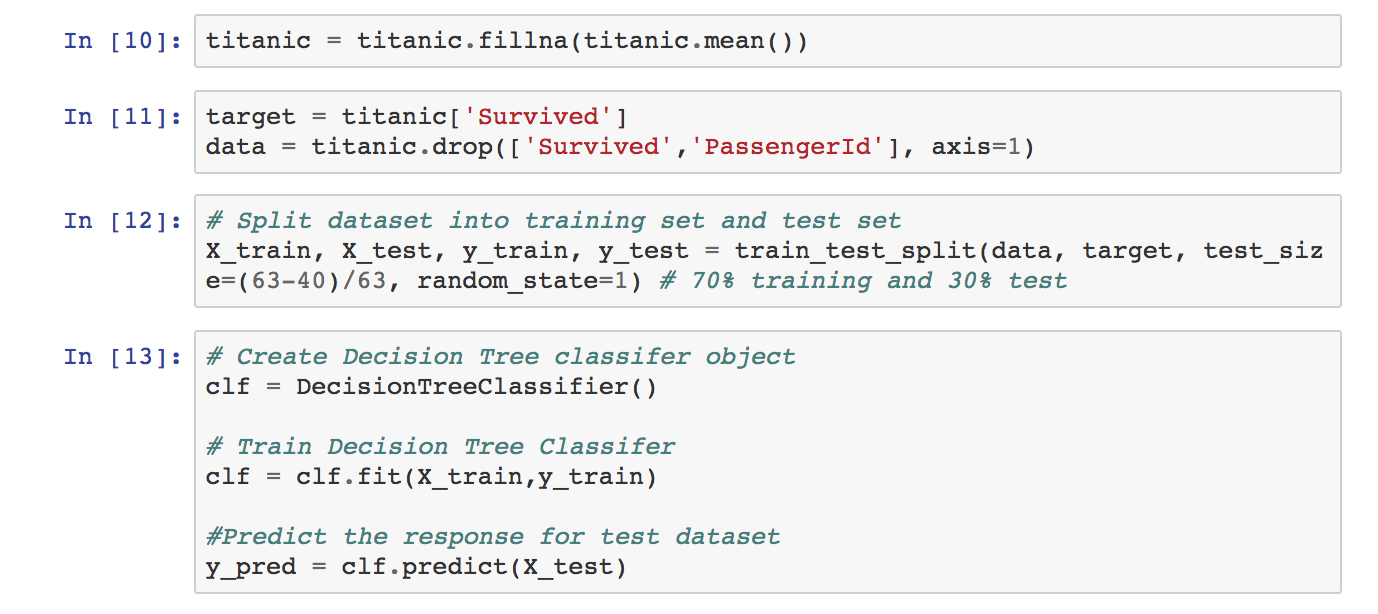 In [10]: titanic = titanic.fillna(titanic.mean())
In [11]: target = titanic['Survived']
data = titanic.drop(['Survived','PassengerId'], axis=1)
In [12]: # Split dataset into training set and test set
X_train, X_test, y_train, y_test = train_test_split(data, target, test_siz
e=(63-40)/63, random_state=1) # 70% training and 30% test
In [13]: # Create Decision Tree classifer object
clf = DecisionTreeClassifier()
# Train Decision Tree Classifer
clf = clf.fit(X_train,y_train)
#Predict the response for test dataset
y_pred = clf.predict(X_test)